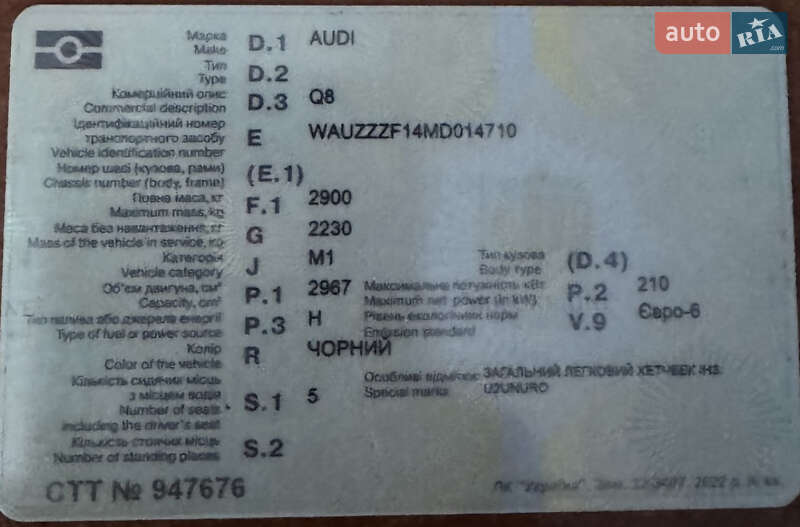 auto RIA .com
Марка D.1 AUDI
Make
Тип D.2
Type
Комерційний опис D.3 Q8
Commercial description
Ідентифікаційний номер
транспортного засобу E WAUZZZF14MD014710
Vehicle identification number
Номер шасі (кузова, рами) (E.1)
Chassis number (body, frame)
Повна маса, кг F.1 2900
Maximum mass, kg
Маса без навантаження, кг G 2230
Mass of the vehicle in service, kg
Категорія J M1 Тип кузова (D.4)
Vehicle category Body type
Об'єм двигуна, см³ P.1 2967 Максимальна потужність кВт P.2 210
Capacity, cm³ Maximum net power (in kW)
Тип палива або джерела енергії P.3 H Рівень екологічних норм V.9 Євро-6
Type of fuel or power source Emission standard
Колір R ЧОРНИЙ
Color of the vehicle
Кількість сидячих місць Особливі відмітки ЗАГАЛЬНИЙ ЛЕГКОВИЙ ХЕТЧБЕК
з місцем водія S.1 5 Special marks U2UNURO
Number of seats,
including the driver's seat
Кількість стоячих місць S.2
Number of standing places
СТТ № 947676
ПК "Україна". 2022 р.